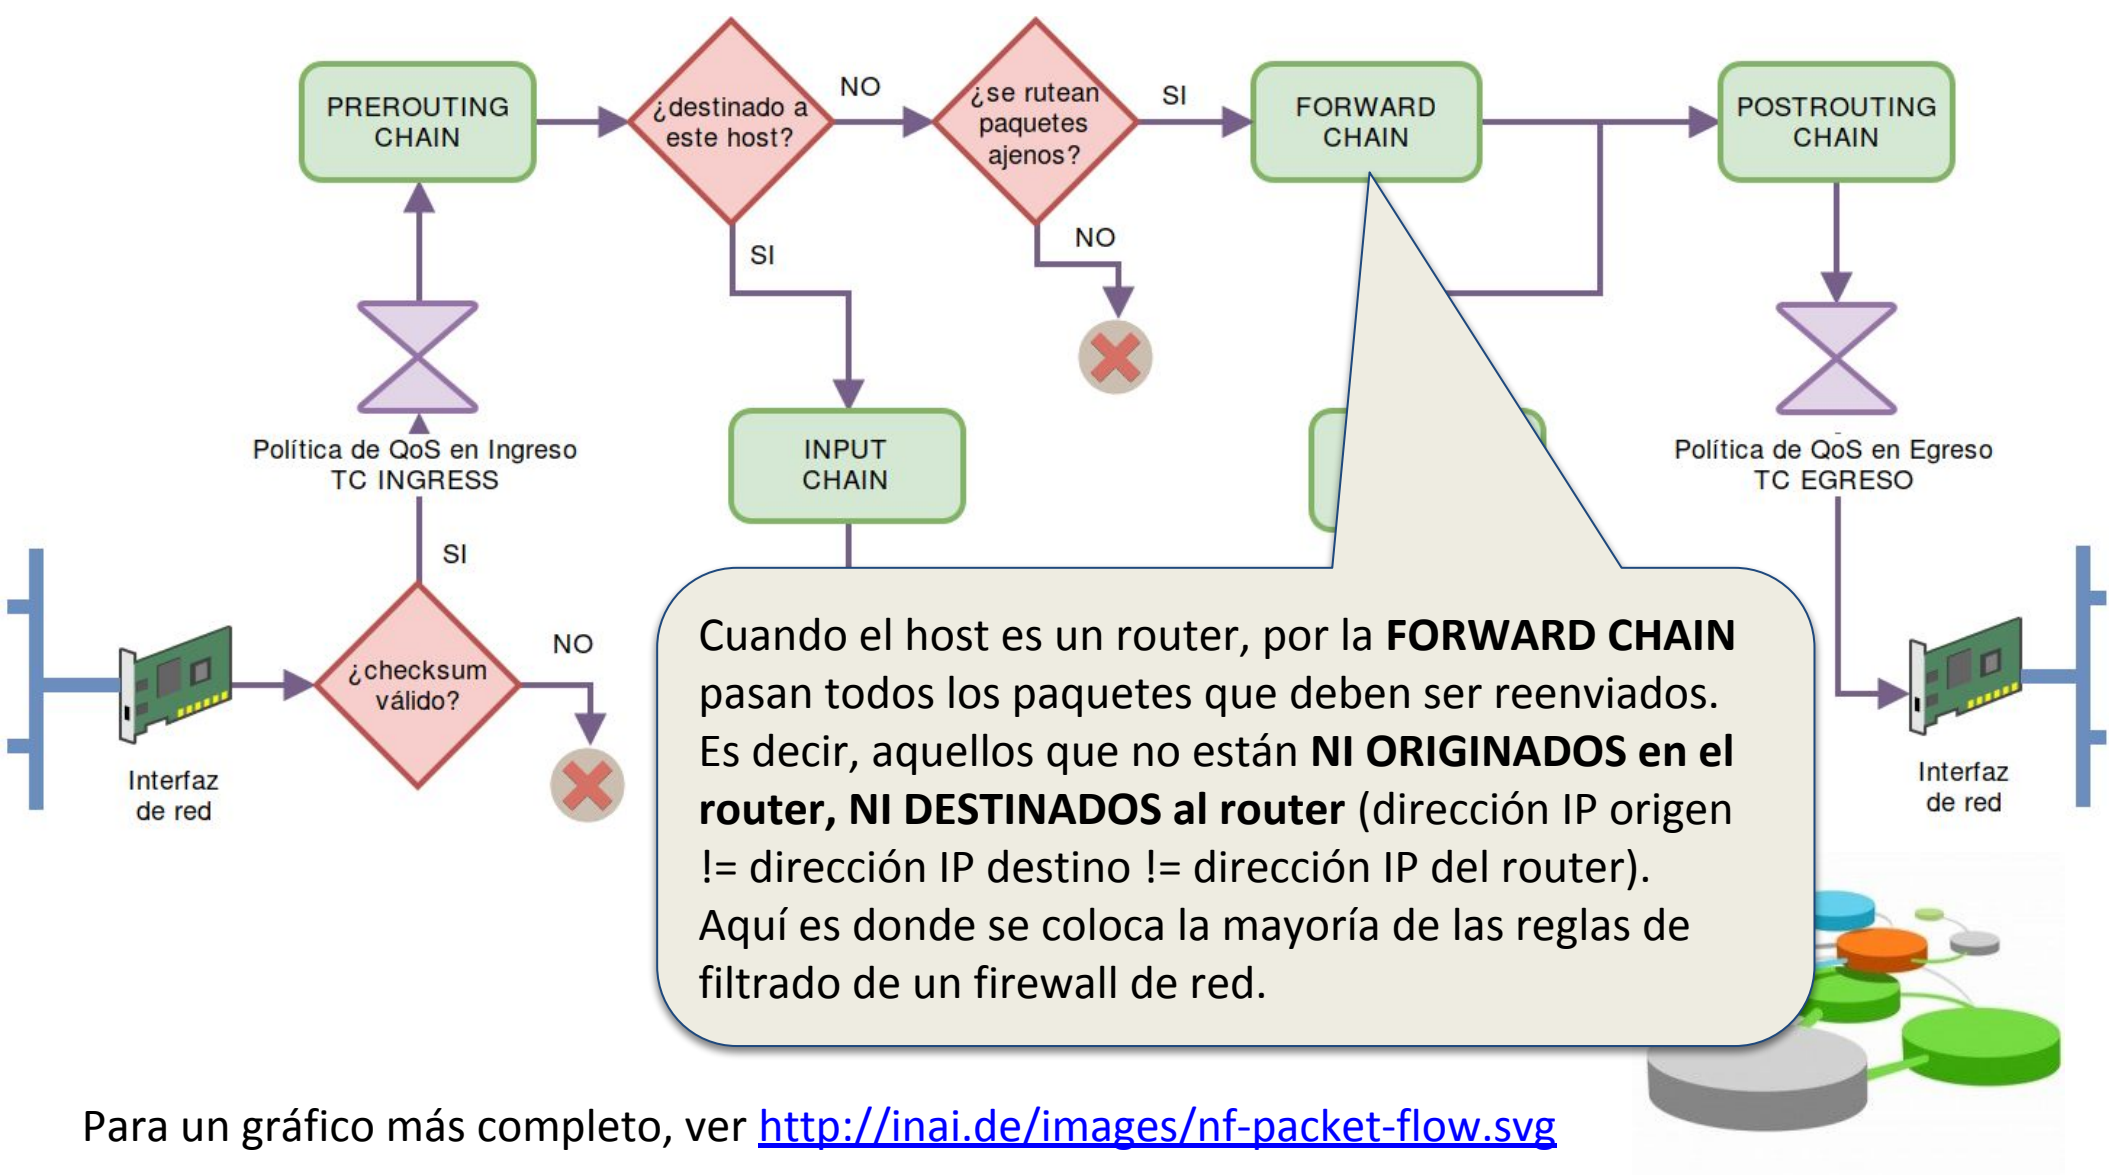 PREROUTING
CHAIN
¿destinado a
este host?
NO
SI
¿se rutean
paquetes
ajenos?
SI
NO
FORWARD
CHAIN
POSTROUTING
CHAIN
Política de QoS en Ingreso
TC INGRESS
INPUT
CHAIN
Política de QoS en Egreso
TC EGRESO
SI
¿checksum
válido?
NO
Interfaz
de red
Interfaz
de red
Cuando el host es un router, por la FORWARD CHAIN
pasan todos los paquetes que deben ser reenviados.
Es decir, aquellos que no están NI ORIGINADOS en el
router, NI DESTINADOS al router (dirección IP origen
!= dirección IP destino != dirección IP del router).
Aquí es donde se coloca la mayoría de las reglas de
filtrado de un firewall de red.
Para un gráfico más completo, ver http://inai.de/images/nf-packet-flow.svg